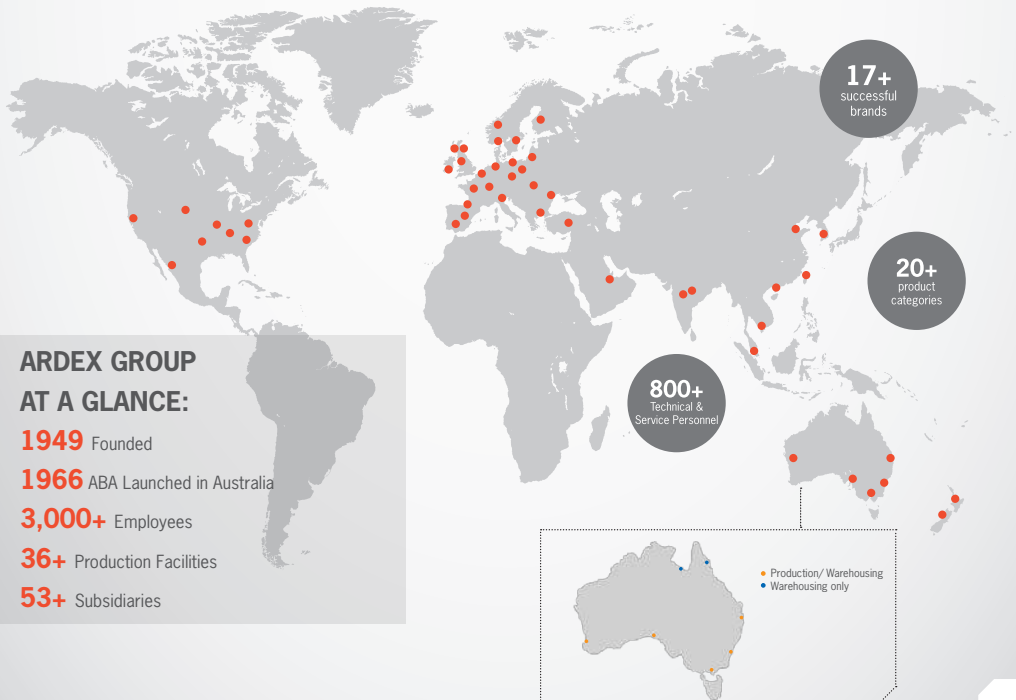 17+
successful
brands
20+
product
categories
800+
Technical &
Service Personnel
ARDEX GROUP
AT A GLANCE:
1949 Founded
1966 ABA Launched in Australia
3,000+ Employees
36+ Production Facilities
53+ Subsidiaries
Production/ Warehousing
Warehousing only